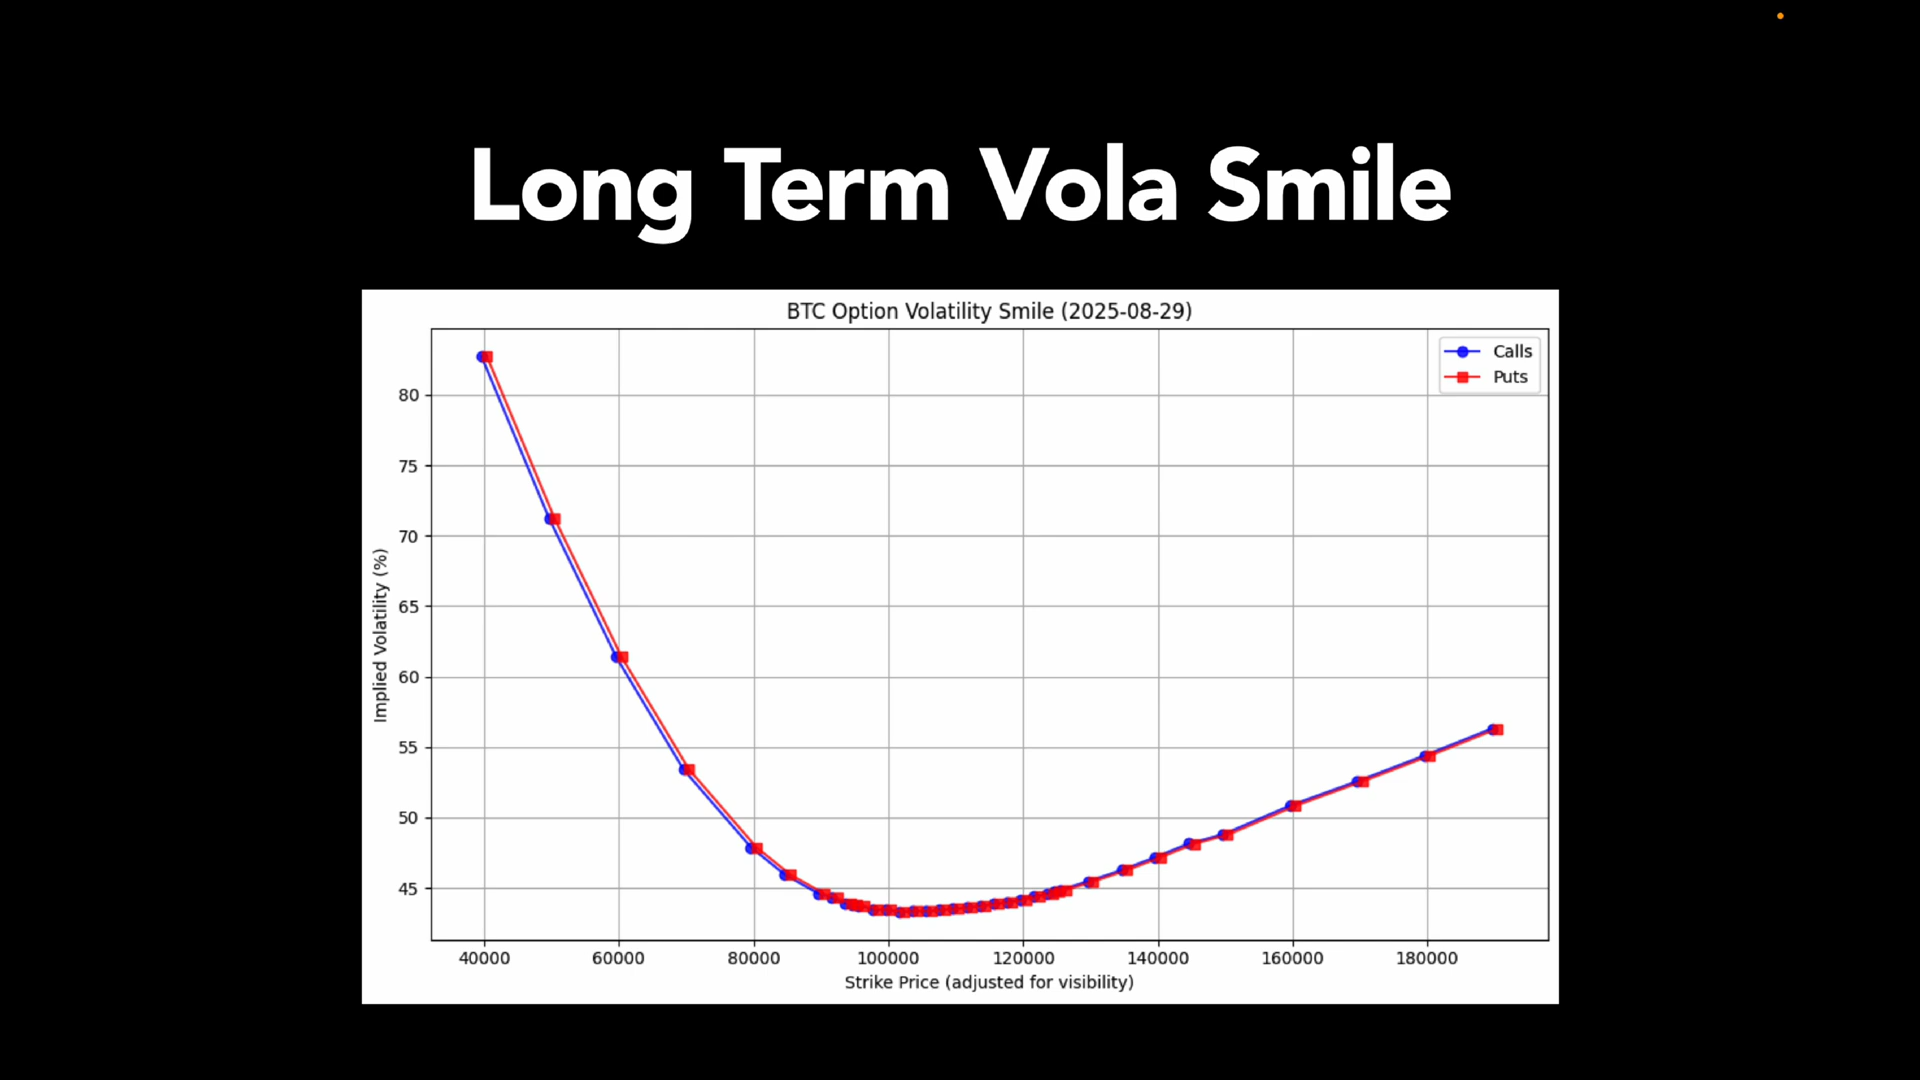 Long Term Vola Smile
BTC Option Volatility Smile (2025-08-29)
Calls
Puts
80
75
70
65
60
55
50
45
Implied Volatility (%)
40000 60000 80000 100000 120000 140000 160000 180000
Strike Price (adjusted for visibility)